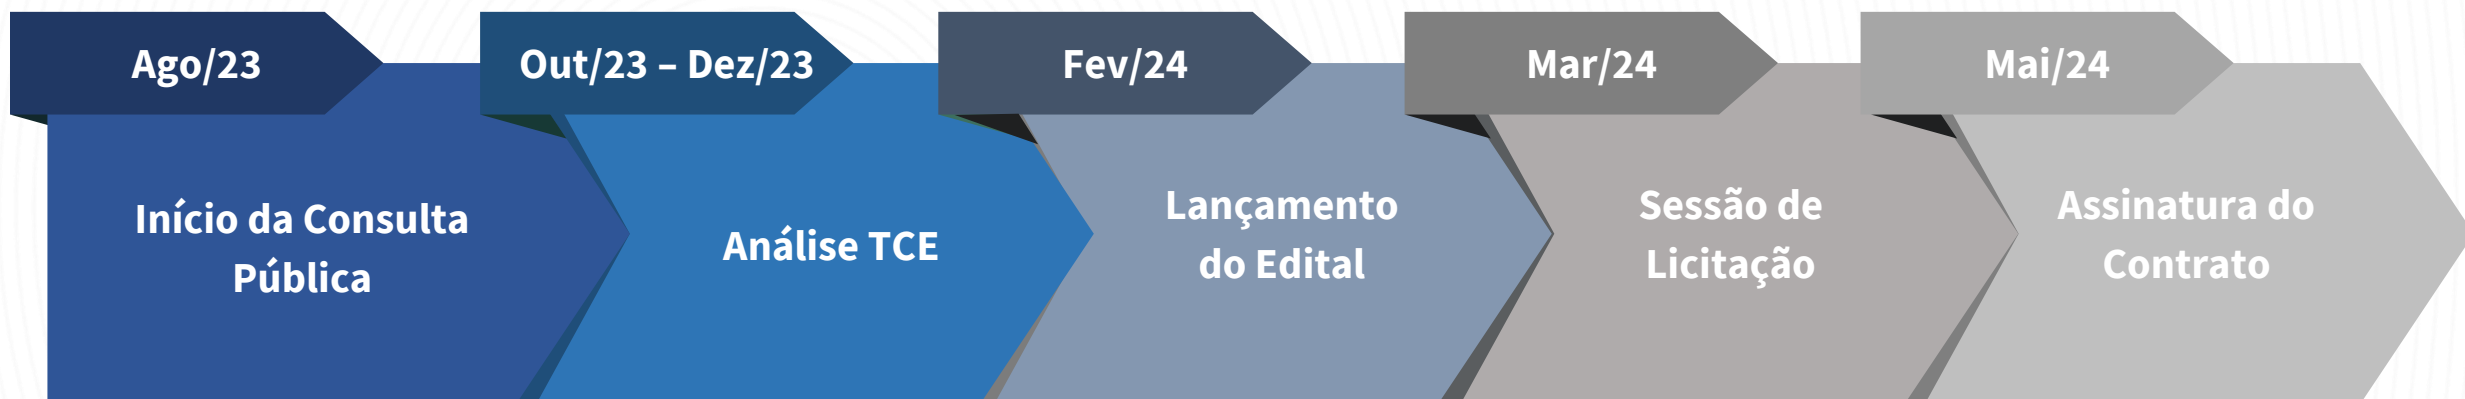 Ago/23
Out/23 – Dez/23
Fev/24
Mar/24
Mai/24
Início da Consulta
Pública
Análise TCE
Lançamento
do Edital
Sessão de
Licitação
Assinatura do
Contrato